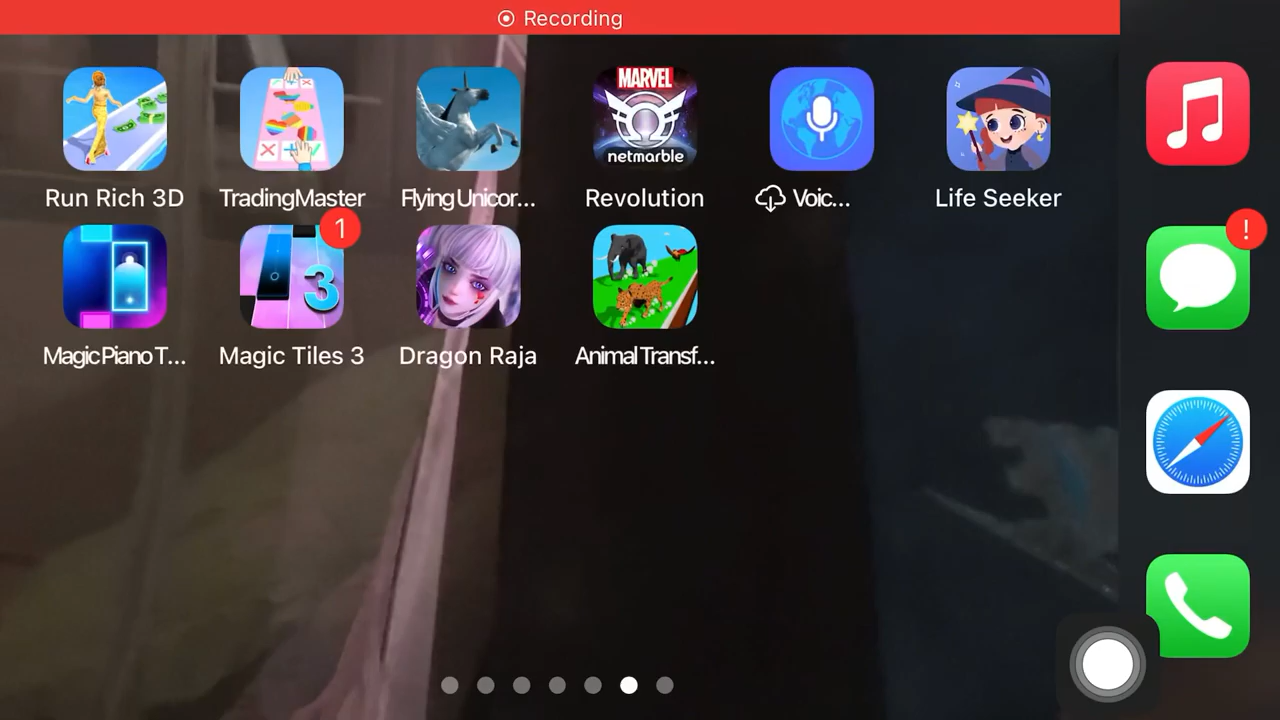 Recording
MARVEL
netmarble
Run Rich 3D
TradingMaster
FlyingUnicor...
Revolution
Voic...
Life Seeker
1
!
3
MagicPianoT...
Magic Tiles 3
Dragon Raja
AnimalTransf...